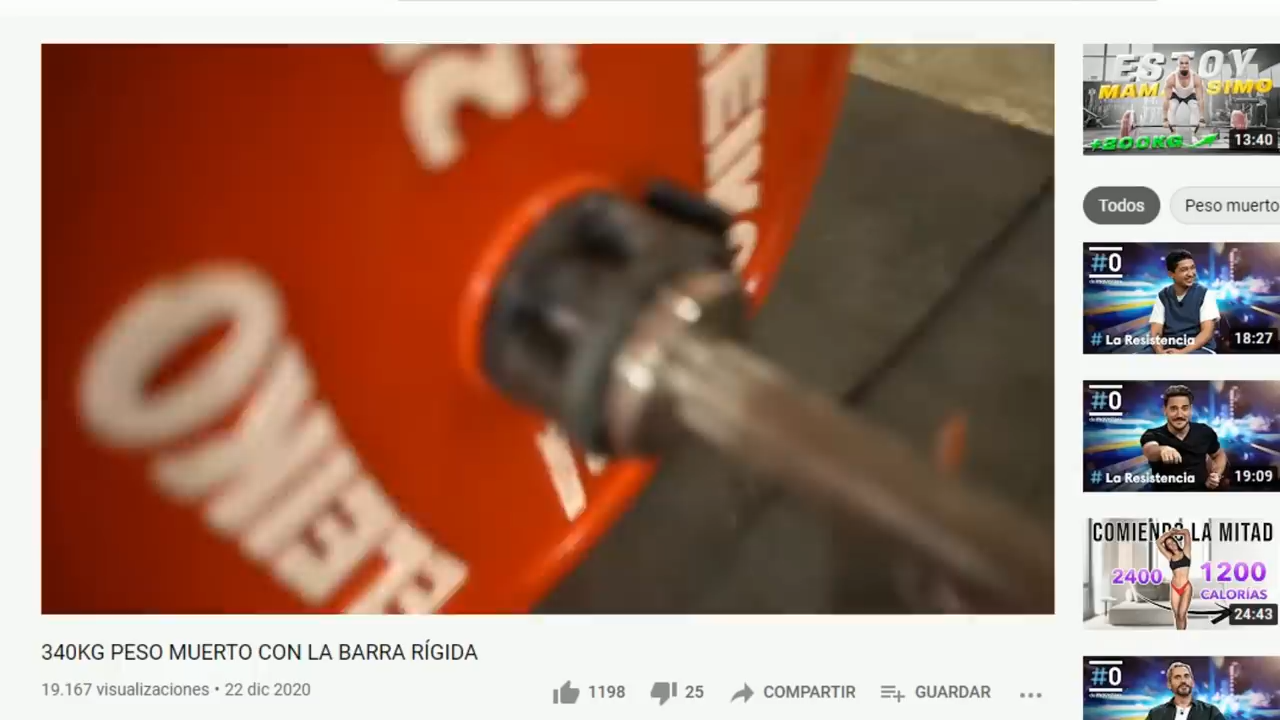 ESTOY
+300KG
13:40
Todos
Peso muerto
#0
# La Resistencia
18:27
#0
# La Resistencia
19:09
COMIENDO LA MITAD
2400
1200
CALORÍAS
24:43
#0
340KG PESO MUERTO CON LA BARRA RÍGIDA
19.167 visualizaciones • 22 dic 2020
1198
25
COMPARTIR
GUARDAR